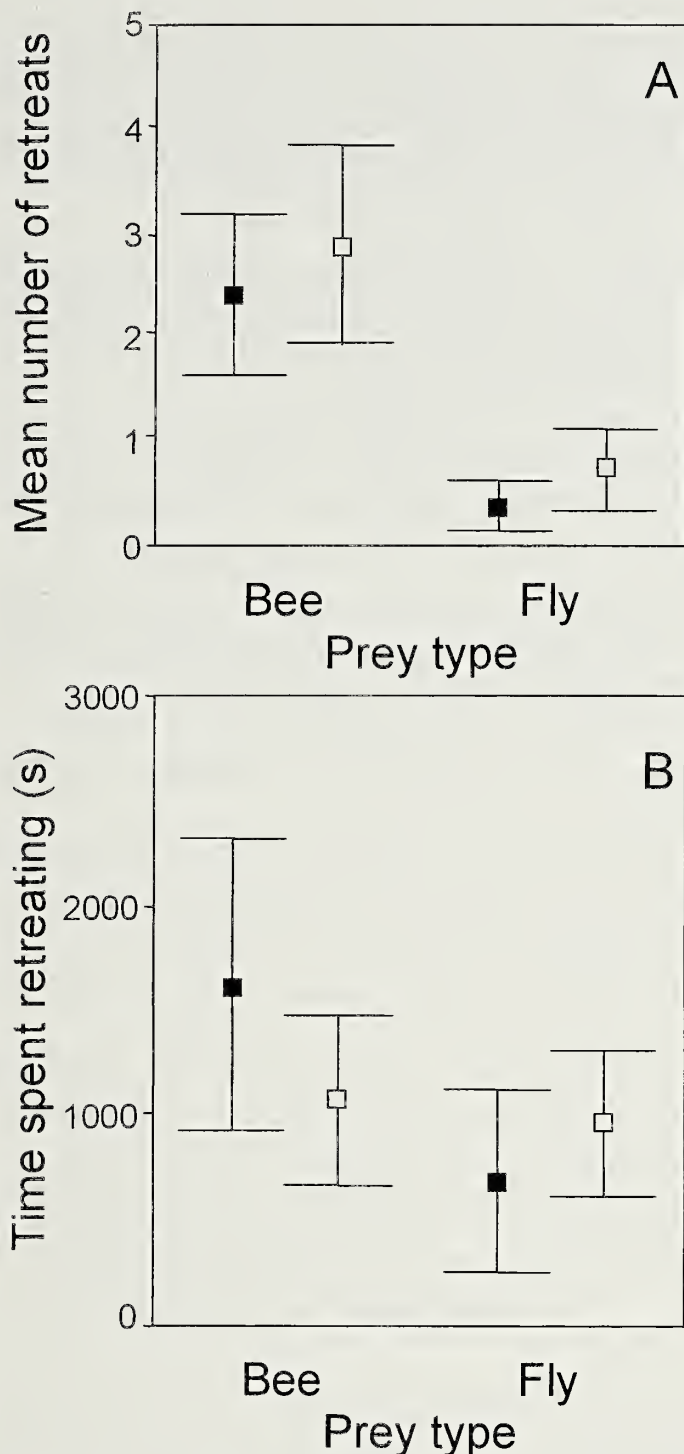 5
A
4
3
2
1
0
Mean number of retreats
Bee Fly
Prey type
3000
B
2000
1000
0
Time spent retreating (s)
Bee Fly
Prey type